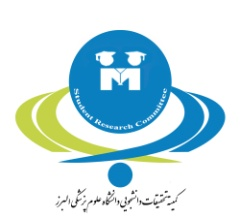 Student Research Committee
کمیته تحقیقات دانشجویی دانشگاه علوم پزشکی البرز